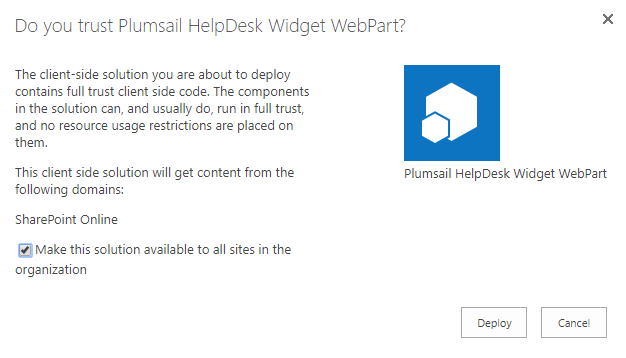 Do you trust Plumsail HelpDesk Widget WebPart?
The client-side solution you are about to deploy
contains full trust client side code. The components
in the solution can, and usually do, run in full trust,
and no resource usage restrictions are placed on
them.
This client side solution will get content from the
following domains:
SharePoint Online
Make this solution available to all sites in the
organization
Plumsail HelpDesk Widget WebPart
Deploy
Cancel